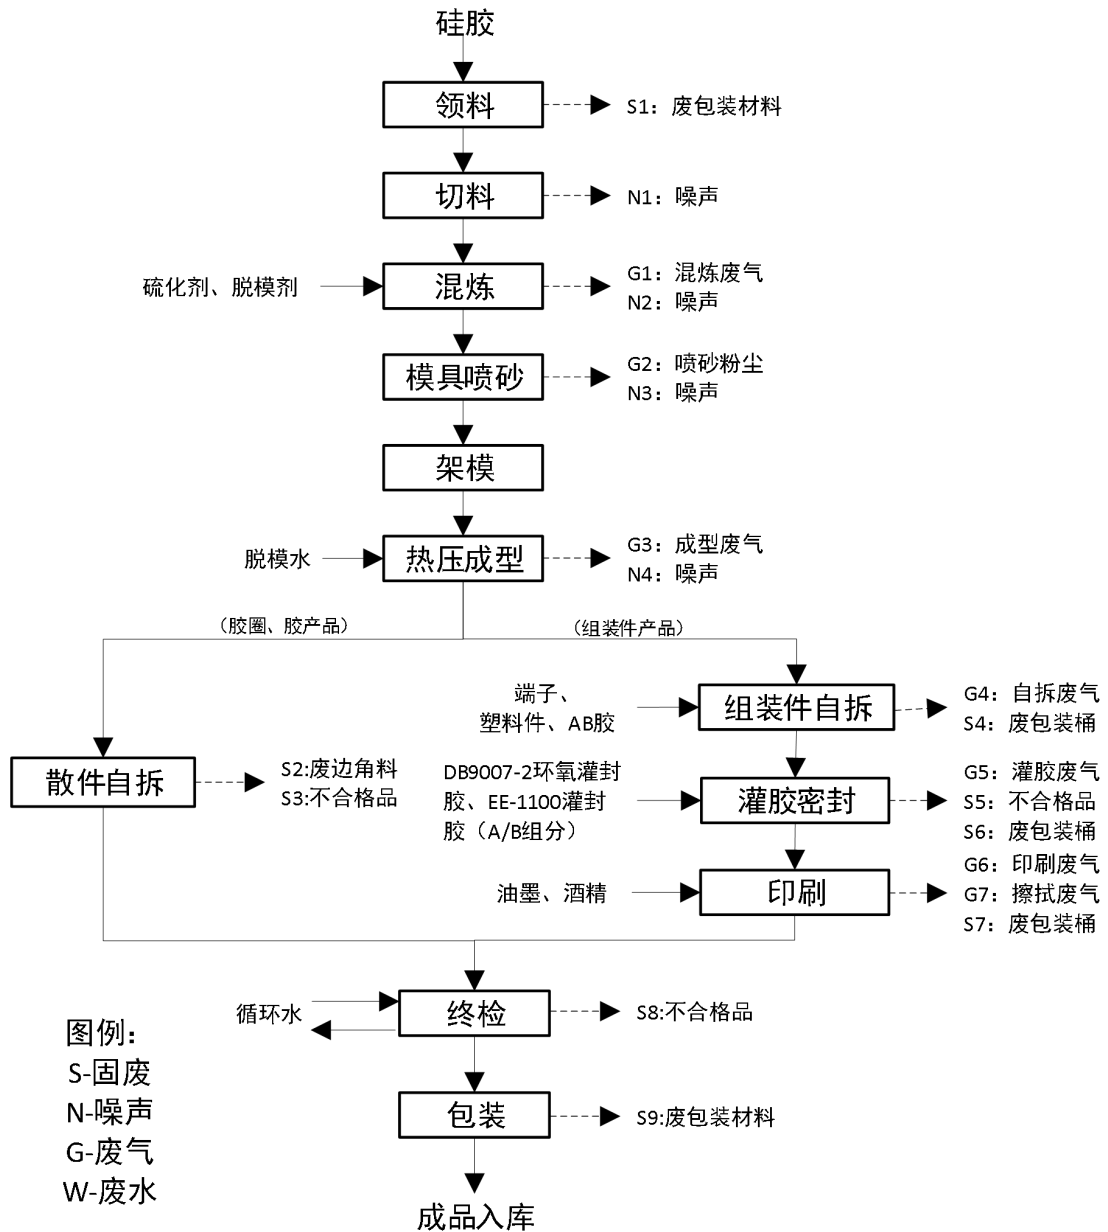 硅胶
领料
S1：废包装材料
切料
N1：噪声
硫化剂、脱模剂
混炼
G1：混炼废气
N2：噪声
模具喷砂
G2：喷砂粉尘
N3：噪声
架模
脱模水
热压成型
G3：成型废气
N4：噪声
（胶圈、胶产品）
（组装件产品）
端子、
塑料件、AB胶
组装件自拆
G4：自拆废气
S4：废包装桶
散件自拆
S2:废边角料
S3:不合格品
DB9007-2环氧灌封
胶、EE-1100灌封
胶（A/B组分）
灌胶密封
G5：灌胶废气
S5：不合格品
S6：废包装桶
油墨、酒精
印刷
G6：印刷废气
G7：擦拭废气
S7：废包装桶
循环水
终检
S8:不合格品
包装
S9:废包装材料
成品入库
图例：
S-固废
N-噪声
G-废气
W-废水